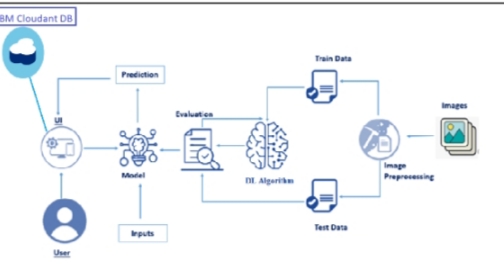 BM Cloudant DB
Prediction
Train Data
UI
Evaluation
Images
Model
DL Algorithm
Image
Preprocessing
User
Inputs
Test Data